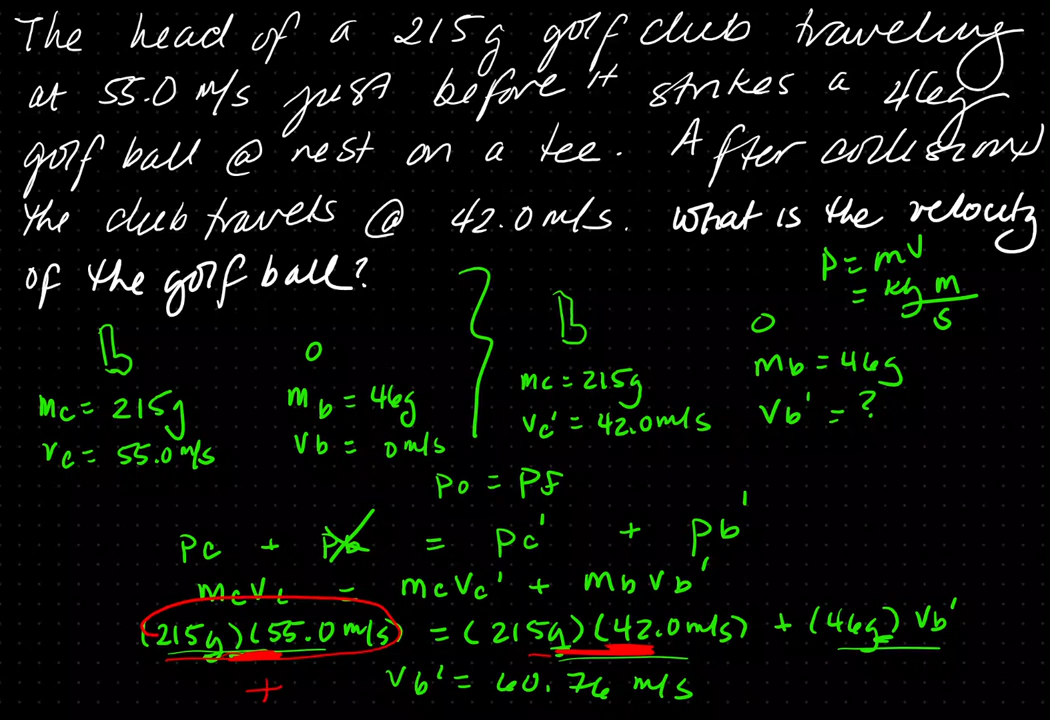 The head of a 215g golf club traveling
at 55.0 m/s just before it strikes a 46g
golf ball @ rest on a tee. After collision
the club travels @ 42.0 m/s. what is the velocity
of the golf ball?
P = mV
= kg m/s
mc = 215g
vc = 55.0 m/s
mb = 46g
vb = 0 m/s
mc = 215g
vc' = 42.0 m/s
mb = 46g
vb' = ?
Po = Pf
Pc + Pb = Pc' + Pb'
mcVc = mcVc' + mbVb'
(215g)(55.0 m/s) = (215g)(42.0 m/s) + (46g) Vb'
+
Vb' = 60.76 m/s